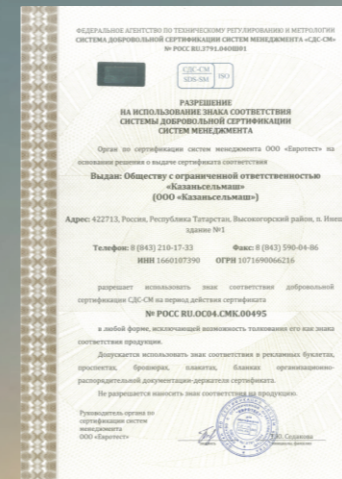 ФЕДЕРАЛЬНОЕ АГЕНТСТВО ПО ТЕХНИЧЕСКОМУ РЕГУЛИРОВАНИЮ И МЕТРОЛОГИИ
СИСТЕМА ДОБРОВОЛЬНОЙ СЕРТИФИКАЦИИ СИСТЕМ МЕНЕДЖМЕНТА «СДС-СМ»
№ РОСС RU.3791.04ОШ01
СДС-СМ
SDS-SM
ISO
РАЗРЕШЕНИЕ
НА ИСПОЛЬЗОВАНИЕ ЗНАКА СООТВЕТСТВИЯ
СИСТЕМЫ ДОБРОВОЛЬНОЙ СЕРТИФИКАЦИИ
СИСТЕМ МЕНЕДЖМЕНТА
Орган по сертификации систем менеджмента ООО «Евротест» на
основании решения о выдаче сертификата соответствия
Выдан: Обществу с ограниченной ответственностью
«Казаньсельмаш»
(ООО «Казаньсельмаш»)
Адрес: 422713, Россия, Республика Татарстан, Высокогорский район, п. Инеш
здание №1
Телефон: 8 (843) 210-17-33 Факс: 8 (843) 590-04-86
ИНН 1660107390 ОГРН 1071690066216
разрешает использовать знак соответствия добровольной
сертификации СДС-СМ на период действия сертификата
№ РОСС RU.ОС04.СМК.00495
в любой форме, исключающей возможность толкования его как знака
соответствия продукции.
Допускается использовать знак соответствия в рекламных буклетах,
проспектах, брошюрах, плакатах, бланках организационно-
распорядительной документации-держателя сертификата.
Не разрешается наносить знак соответствия на продукцию.
Руководитель органа по
сертификации систем
менеджмента
ООО «Евротест»